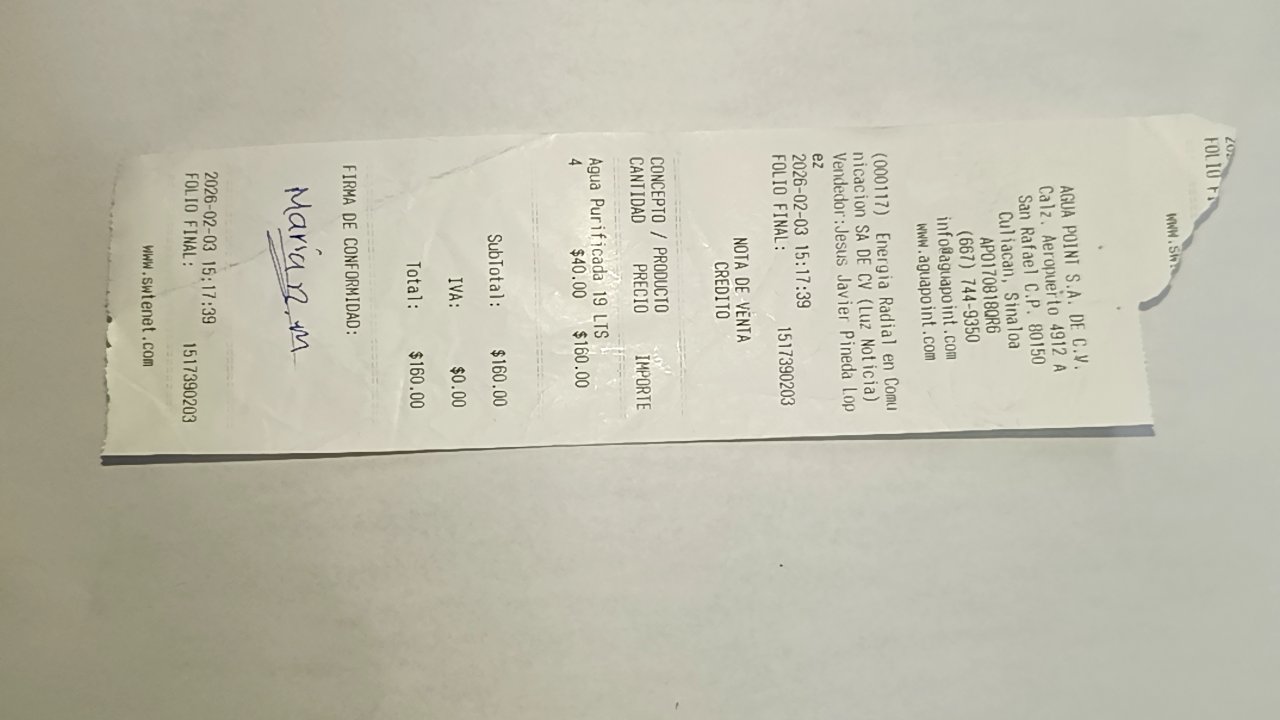 FOLIO F
www.sw
AGUA POINT S.A. DE C.V.
Calz. Aeropuerto 4912 A
San Rafael C.P. 80150
Culiacan, Sinaloa
APO170818QR6
(667) 744-9350
info@aguapoint.com
www.aguapoint.com
(000117) Energia Radial en Comu
nicacion SA DE CV (Luz Noticia)
Vendedor:Jesus Javier Pineda Lop
ez
2026-02-03 15:17:39
FOLIO FINAL: 1517390203
NOTA DE VENTA
CREDITO
CONCEPTO / PRODUCTO
CANTIDAD PRECIO IMPORTE
Agua Purificada 19 LTS
4 $40.00 $160.00
SubTotal: $160.00
IVA: $0.00
Total: $160.00
FIRMA DE CONFORMIDAD:
María n. M
2026-02-03 15:17:39
FOLIO FINAL: 1517390203
www.swtenet.com